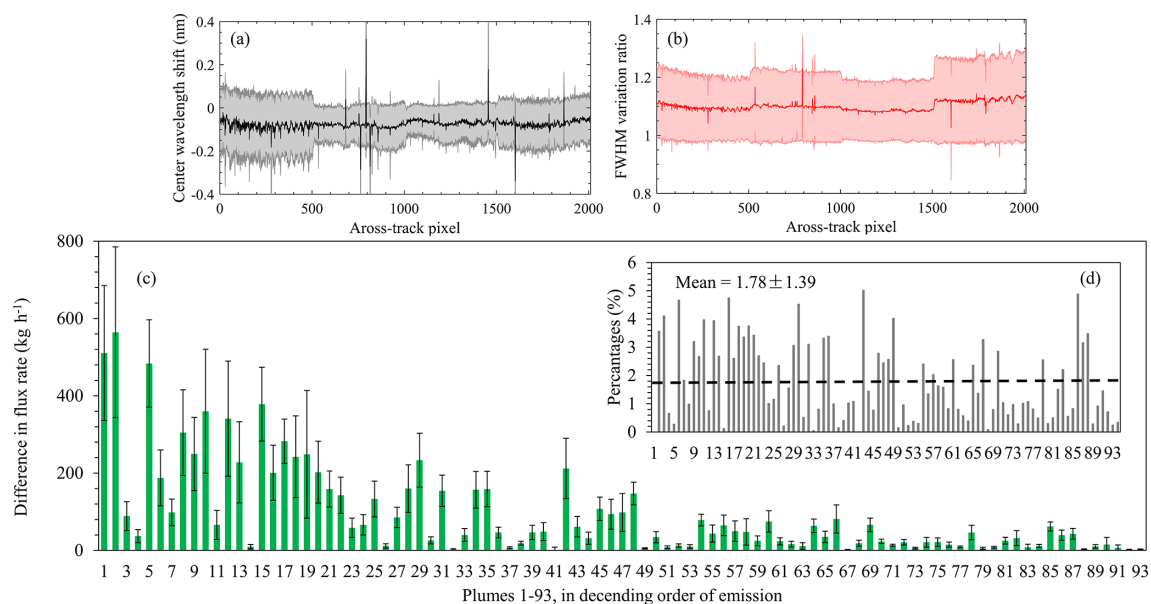 (a)
Center wavelength shift (nm)
0.4
0.2
0
-0.2
-0.4
0 500 1000 1500 2000
Aross-track pixel
(b)
FWHM variation ratio
1.4
1.2
1
0.8
0 500 1000 1500 2000
Aross-track pixel
(c)
Difference in flux rate (kg h-1)
800
600
400
200
0
1 3 5 7 9 11 13 15 17 19 21 23 25 27 29 31 33 35 37 39 41 43 45 47 49 51 53 55 57 59 61 63 65 67 69 71 73 75 77 79 81 83 85 87 89 91 93
Plumes 1-93, in decending order of emission
(d)
Mean = 1.78±1.39
Percentages (%)
6
5
4
3
2
1
0
1 5 9 13 17 21 25 29 33 37 41 45 49 53 57 61 65 69 73 77 81 85 89 93